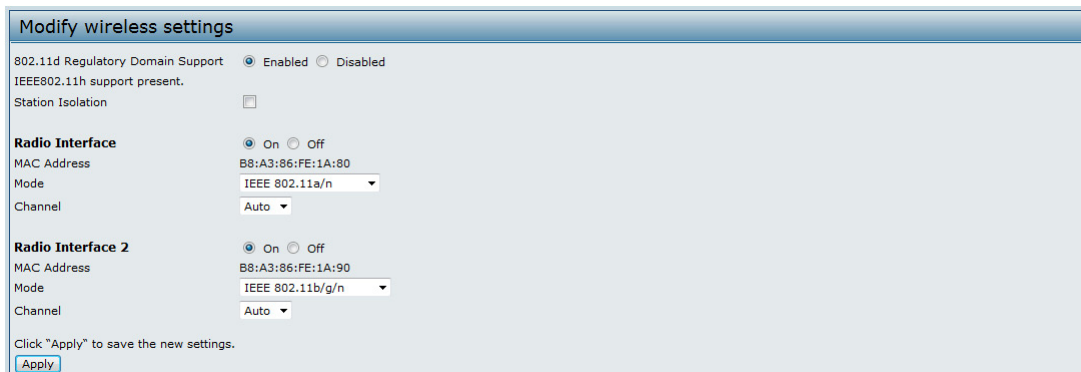 Modify wireless settings
802.11d Regulatory Domain Support Enabled Disabled
IEEE802.11h support present.
Station Isolation
Radio Interface On Off
MAC Address B8:A3:86:FE:1A:80
Mode IEEE 802.11a/n
Channel Auto
Radio Interface 2 On Off
MAC Address B8:A3:86:FE:1A:90
Mode IEEE 802.11b/g/n
Channel Auto
Click "Apply" to save the new settings.
Apply